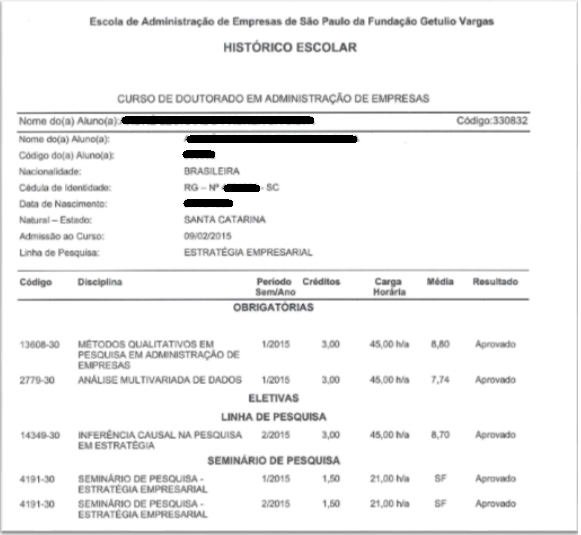 Escola de Administração de Empresas de São Paulo da Fundação Getulio Vargas
HISTÓRICO ESCOLAR
CURSO DE DOUTORADO EM ADMINISTRAÇÃO DE EMPRESAS
Nome do(a) Aluno(a): Código:330832
Nome do(a) Aluno(a):
Código do(a) Aluno(a):
Nacionalidade: BRASILEIRA
Cédula de Identidade: RG – Nº - SC
Data de Nascimento:
Natural – Estado: SANTA CATARINA
Admissão ao Curso: 09/02/2015
Linha de Pesquisa: ESTRATÉGIA EMPRESARIAL
Código Disciplina Período Créditos Carga Média Resultado
Sem/Ano Horária
OBRIGATÓRIAS
13608-30 MÉTODOS QUALITATIVOS EM 1/2015 3,00 45,00 h/a 8,80 Aprovado
PESQUISA EM ADMINISTRAÇÃO DE
EMPRESAS
2779-30 ANÁLISE MULTIVARIADA DE DADOS 1/2015 3,00 45,00 h/a 7,74 Aprovado
ELETIVAS
LINHA DE PESQUISA
14349-30 INFERÊNCIA CAUSAL NA PESQUISA 2/2015 3,00 45,00 h/a 8,70 Aprovado
EM ESTRATÉGIA
SEMINÁRIO DE PESQUISA
4191-30 SEMINÁRIO DE PESQUISA - 1/2015 1,50 21,00 h/a SF Aprovado
ESTRATÉGIA EMPRESARIAL
4191-30 SEMINÁRIO DE PESQUISA - 2/2015 1,50 21,00 h/a SF Aprovado
ESTRATÉGIA EMPRESARIAL